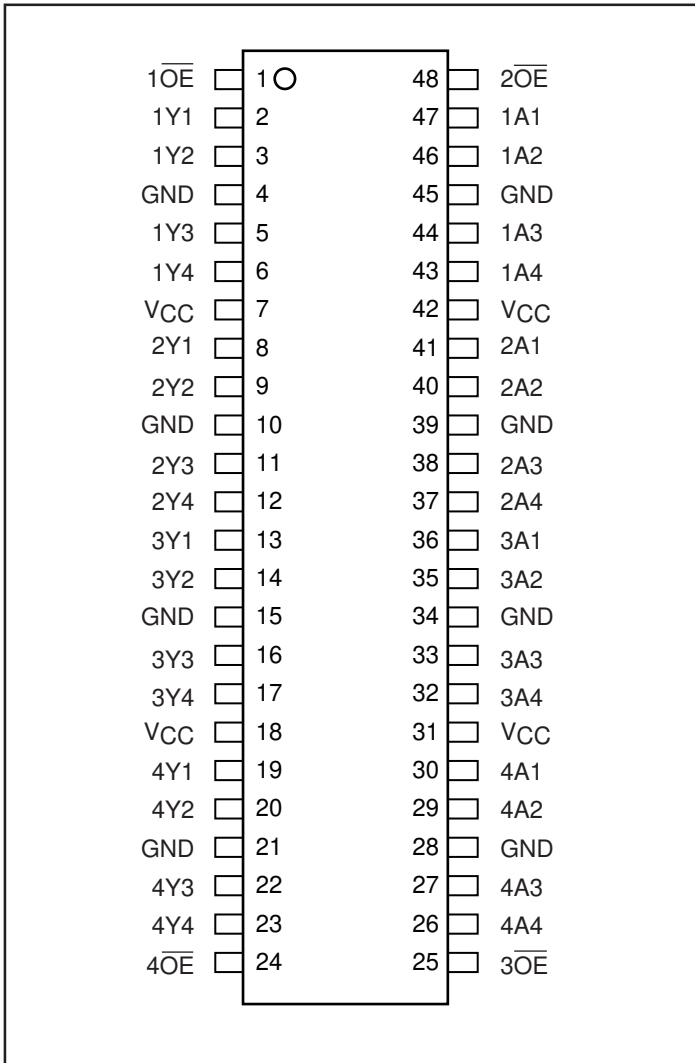 1O̅E̅ 1 48 2O̅E̅
1Y1 2 47 1A1
1Y2 3 46 1A2
GND 4 45 GND
1Y3 5 44 1A3
1Y4 6 43 1A4
VCC 7 42 VCC
2Y1 8 41 2A1
2Y2 9 40 2A2
GND 10 39 GND
2Y3 11 38 2A3
2Y4 12 37 2A4
3Y1 13 36 3A1
3Y2 14 35 3A2
GND 15 34 GND
3Y3 16 33 3A3
3Y4 17 32 3A4
VCC 18 31 VCC
4Y1 19 30 4A1
4Y2 20 29 4A2
GND 21 28 GND
4Y3 22 27 4A3
4Y4 23 26 4A4
4O̅E̅ 24 25 3O̅E̅